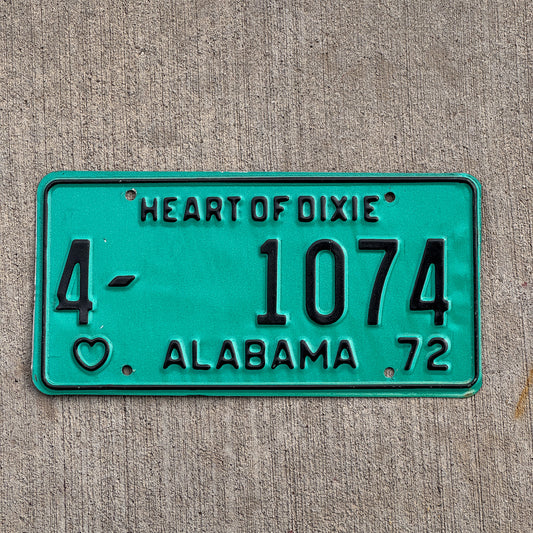 HEART OF DIXIE
4- 1074
ALABAMA 72